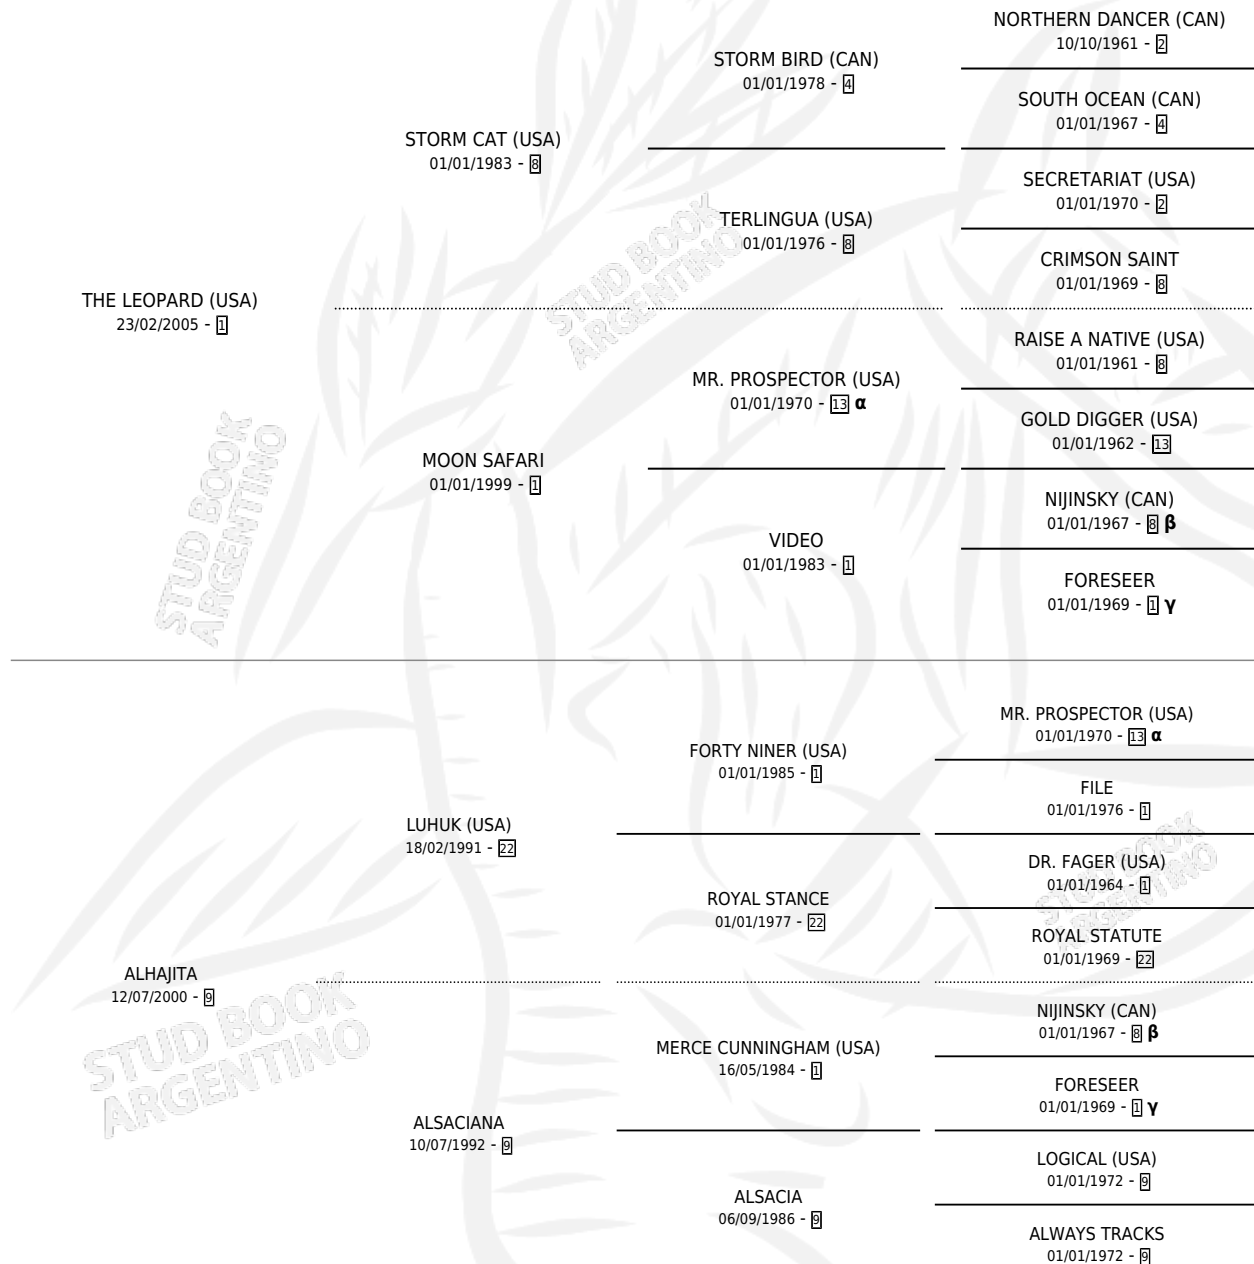 NORTHERN DANCER (CAN)
10/10/1961 - 2
STORM BIRD (CAN)
01/01/1978 - 4
SOUTH OCEAN (CAN)
01/01/1967 - 4
STORM CAT (USA)
01/01/1983 - 8
SECRETARIAT (USA)
01/01/1970 - 2
TERLINGUA (USA)
01/01/1976 - 8
CRIMSON SAINT
01/01/1969 - 8
THE LEOPARD (USA)
23/02/2005 - 1
RAISE A NATIVE (USA)
01/01/1961 - 8
MR. PROSPECTOR (USA)
01/01/1970 - 13 α
GOLD DIGGER (USA)
01/01/1962 - 13
MOON SAFARI
01/01/1999 - 1
NIJINSKY (CAN)
01/01/1967 - 8 β
VIDEO
01/01/1983 - 1
FORESEER
01/01/1969 - 1 γ
MR. PROSPECTOR (USA)
01/01/1970 - 13 α
FORTY NINER (USA)
01/01/1985 - 1
FILE
01/01/1976 - 1
LUHUK (USA)
18/02/1991 - 22
DR. FAGER (USA)
01/01/1964 - 1
ROYAL STANCE
01/01/1977 - 22
ROYAL STATUTE
01/01/1969 - 22
ALHAJITA
12/07/2000 - 9
NIJINSKY (CAN)
01/01/1967 - 8 β
MERCE CUNNINGHAM (USA)
16/05/1984 - 1
FORESEER
01/01/1969 - 1 γ
ALSACIANA
10/07/1992 - 9
LOGICAL (USA)
01/01/1972 - 9
ALSACIA
06/09/1986 - 9
ALWAYS TRACKS
01/01/1972 - 9
STUD BOOK
ARGENTINO
STUD BOOK
ARGENTINO
STUD BOOK
ARGENTINO
STUD BOOK
ARGENTINO